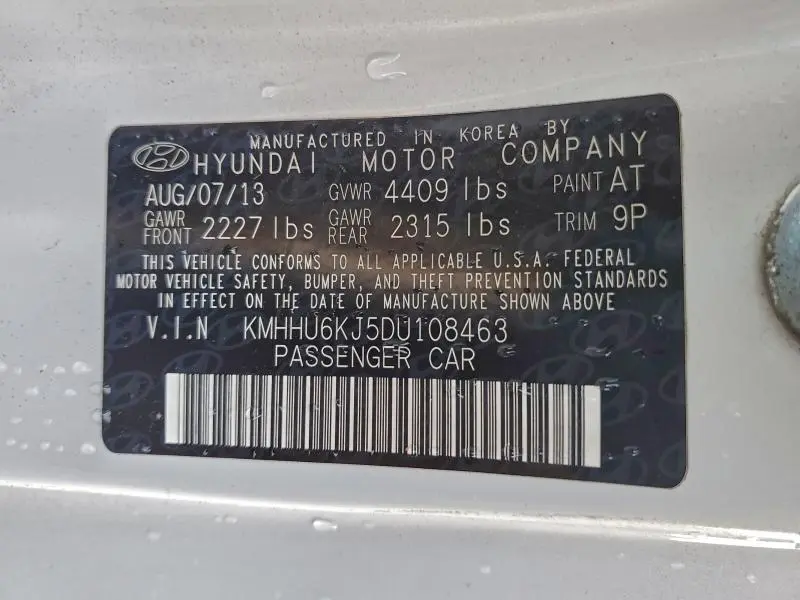 MANUFACTURED IN KOREA BY
HYUNDAI MOTOR COMPANY
AUG/07/13 GVWR 4409 lbs PAINT AT
GAWR FRONT 2227 lbs GAWR REAR 2315 lbs TRIM 9P
THIS VEHICLE CONFORMS TO ALL APPLICABLE U.S.A. FEDERAL
MOTOR VEHICLE SAFETY, BUMPER, AND THEFT PREVENTION STANDARDS
IN EFFECT ON THE DATE OF MANUFACTURE SHOWN ABOVE
V.I.N KMHHU6KJ5DU108463
PASSENGER CAR